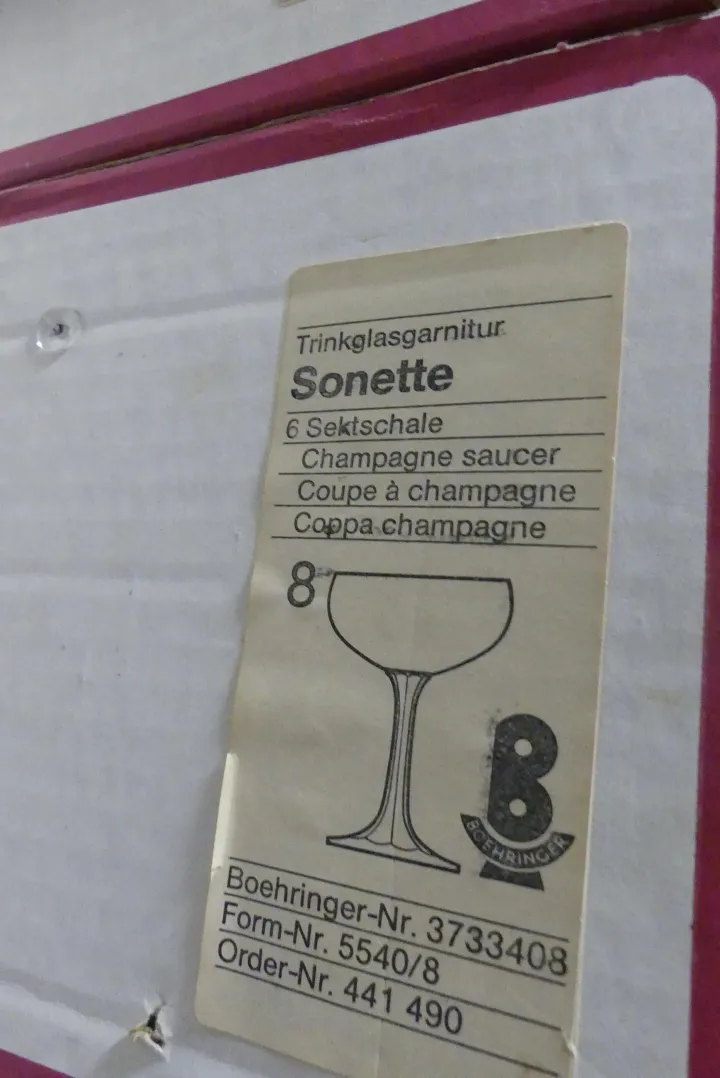 Trinkglasgarnitur
Sonette
6 Sektschale
Champagne saucer
Coupe à champagne
Coppa champagne
8
B
BOEHRINGER
Boehringer-Nr. 3733408
Form-Nr. 5540/8
Order-Nr. 441 490